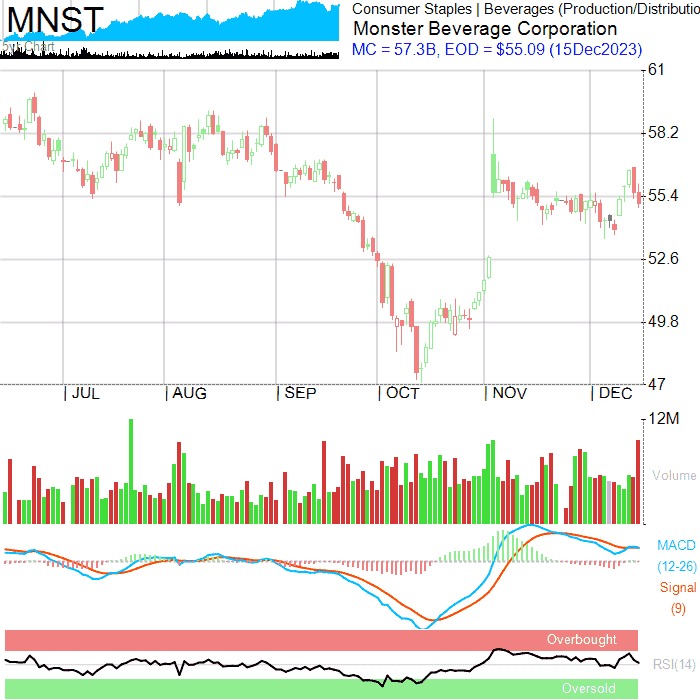 MNST
5yr Chart
Consumer Staples | Beverages (Production/Distributio
Monster Beverage Corporation
MC = 57.3B, EOD = $55.09 (15Dec2023)
61
58.2
55.4
52.6
49.8
47
| JUL | AUG | SEP | OCT | NOV | DEC
12M
Volume
MACD
(12-26)
Signal
(9)
Overbought
RSI(14)
Oversold